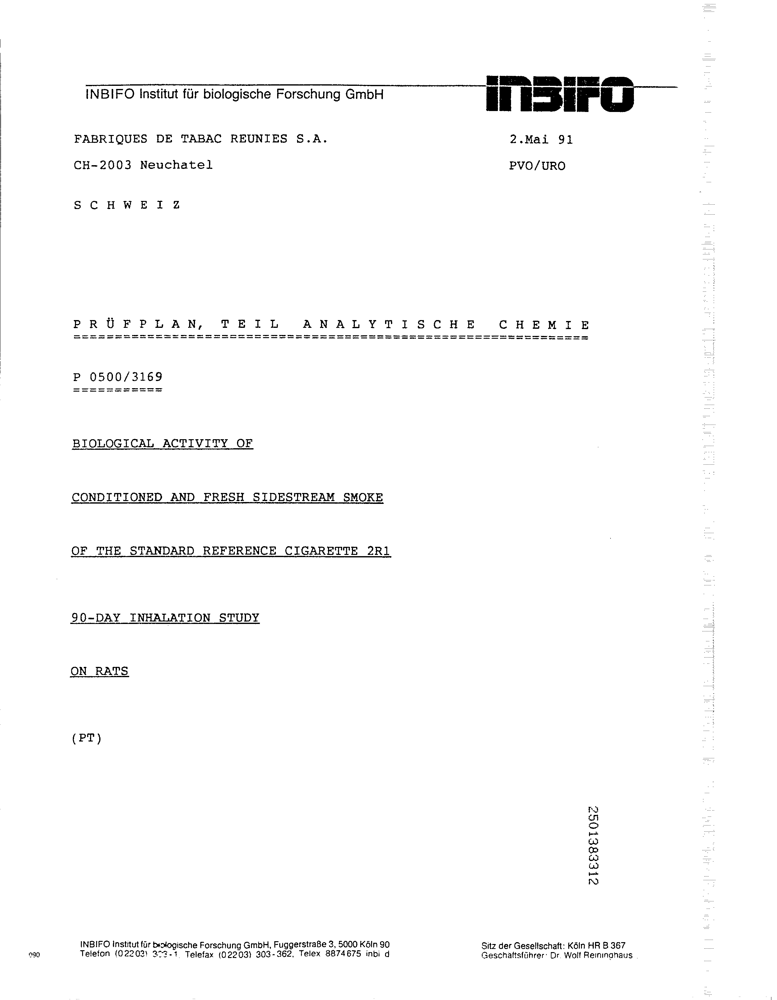 INBIFO Institut für biologische Forschung GmbH
INBIFO
FABRIQUES DE TABAC REUNIES S.A. 2.Mai 91
CH-2003 Neuchatel PVO/URO
S C H W E I Z
P R Ü F P L A N, T E I L A N A L Y T I S C H E C H E M I E
P 0500/3169
BIOLOGICAL ACTIVITY OF
CONDITIONED AND FRESH SIDESTREAM SMOKE
OF THE STANDARD REFERENCE CIGARETTE 2R1
90-DAY INHALATION STUDY
ON RATS
(PT)
2501383312
INBIFO Institut für biologische Forschung GmbH, Fuggerstraße 3, 5000 Köln 90
Telefon (02203) Telefax (02203) 303-362, Telex 8874675 inbi d
Sitz der Gesellschaft: Köln HR B 367
Geschäftsführer: Dr. Wolf Reininghaus
090